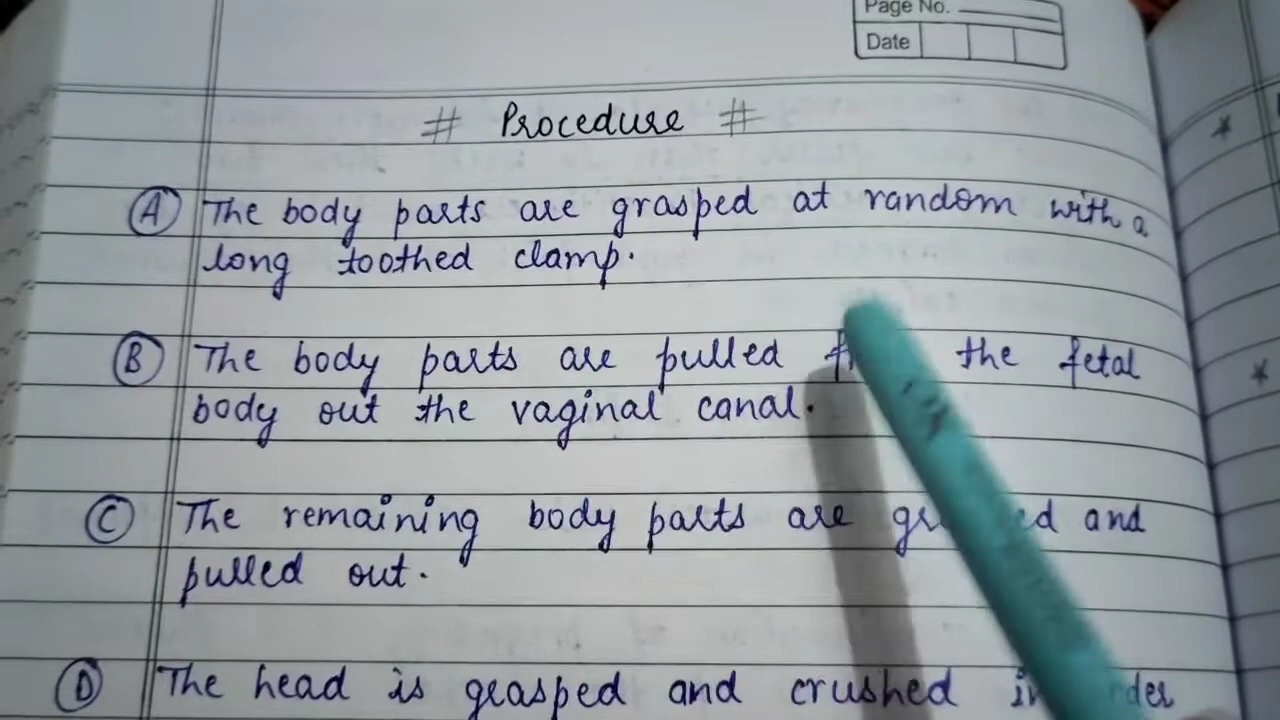 Page No.
Date
# Procedure #
A The body parts are grasped at random with a
long toothed clamp.
B The body parts are pulled the fetal
body out the vaginal canal.
C The remaining body parts are and
pulled out.
D The head is grasped and crushed